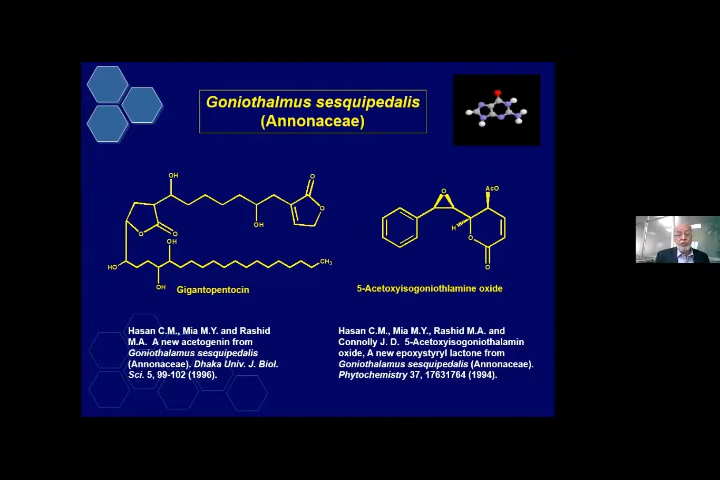 Goniothalmus sesquipedalis
(Annonaceae)
OH
O
O
OH
O
O
OH
HO
OH
CH3
Gigantopentocin
O
AcO
H
O
O
5-Acetoxyisogoniothlamine oxide
Hasan C.M., Mia M.Y. and Rashid
M.A. A new acetogenin from
Goniothalamus sesquipedalis
(Annonaceae). Dhaka Univ. J. Biol.
Sci. 5, 99-102 (1996).
Hasan C.M., Mia M.Y., Rashid M.A. and
Connolly J. D. 5-Acetoxyisogoniothalamin
oxide, A new epoxystyryl lactone from
Goniothalamus sesquipedalis (Annonaceae).
Phytochemistry 37, 17631764 (1994).